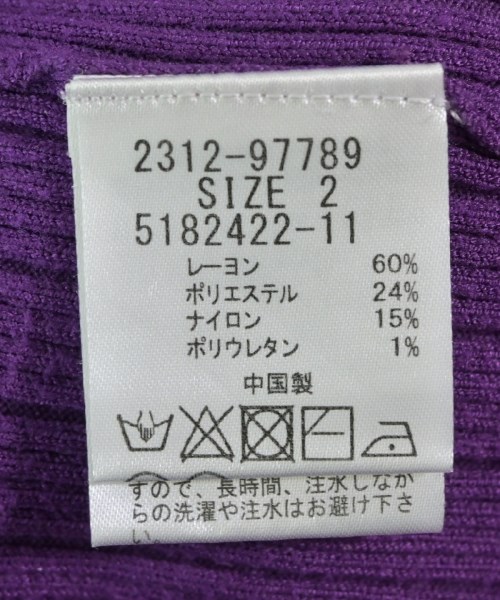 2312-97789
SIZE 2
5182422-11
レーヨン 60%
ポリエステル 24%
ナイロン 15%
ポリウレタン 1%
中国製
すので、長時間、注水しなが
らの洗濯や注水はお避け下さ
い。